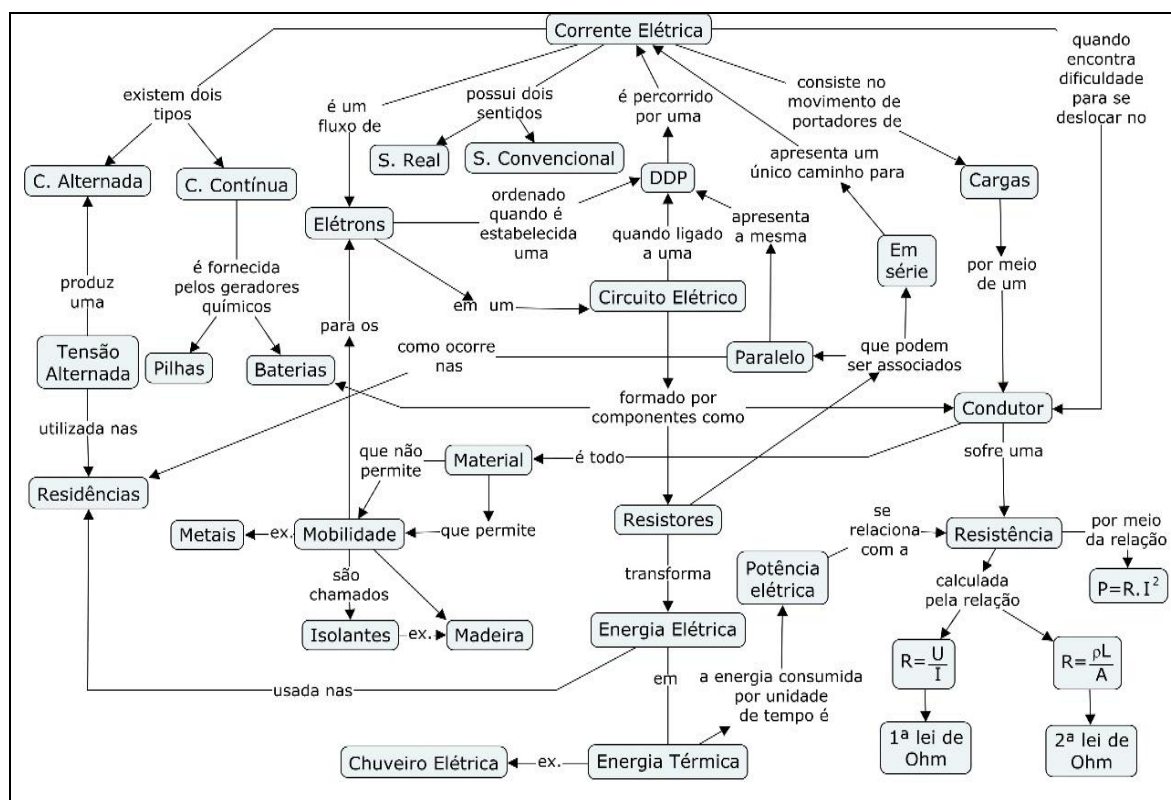 Corrente Elétrica
quando
encontra
dificuldade
para se
deslocar no
existem dois
tipos
é um
fluxo de
possui dois
sentidos
é percorrido
por uma
consiste no
movimento de
portadores de
apresenta um
único caminho para
C. Alternada
C. Contínua
S. Real
S. Convencional
DDP
Cargas
Elétrons
ordenado
quando é
estabelecida
uma
quando ligado
a uma
apresenta
a mesma
Em
série
por meio
de um
produz
uma
é fornecida
pelos geradores
químicos
para os
em um
Circuito Elétrico
Tensão
Alternada
Pilhas
Baterias
como ocorre
nas
Paralelo
que podem
ser associados
utilizada nas
formado por
componentes como
Condutor
que não
permite
Material
é todo
sofre uma
Residências
Metais
ex.
Mobilidade
que permite
Resistores
se
relaciona
com a
Resistência
por meio
da relação
são
chamados
transforma
Potência
elétrica
calculada
pela relação
P=R.I²
Isolantes
ex.
Madeira
Energia Elétrica
usada nas
em
a energia consumida
por unidade
de tempo é
R=U/I
R=ρL/A
Chuveiro Elétrico
ex.
Energia Térmica
1ª lei de
Ohm
2ª lei de
Ohm